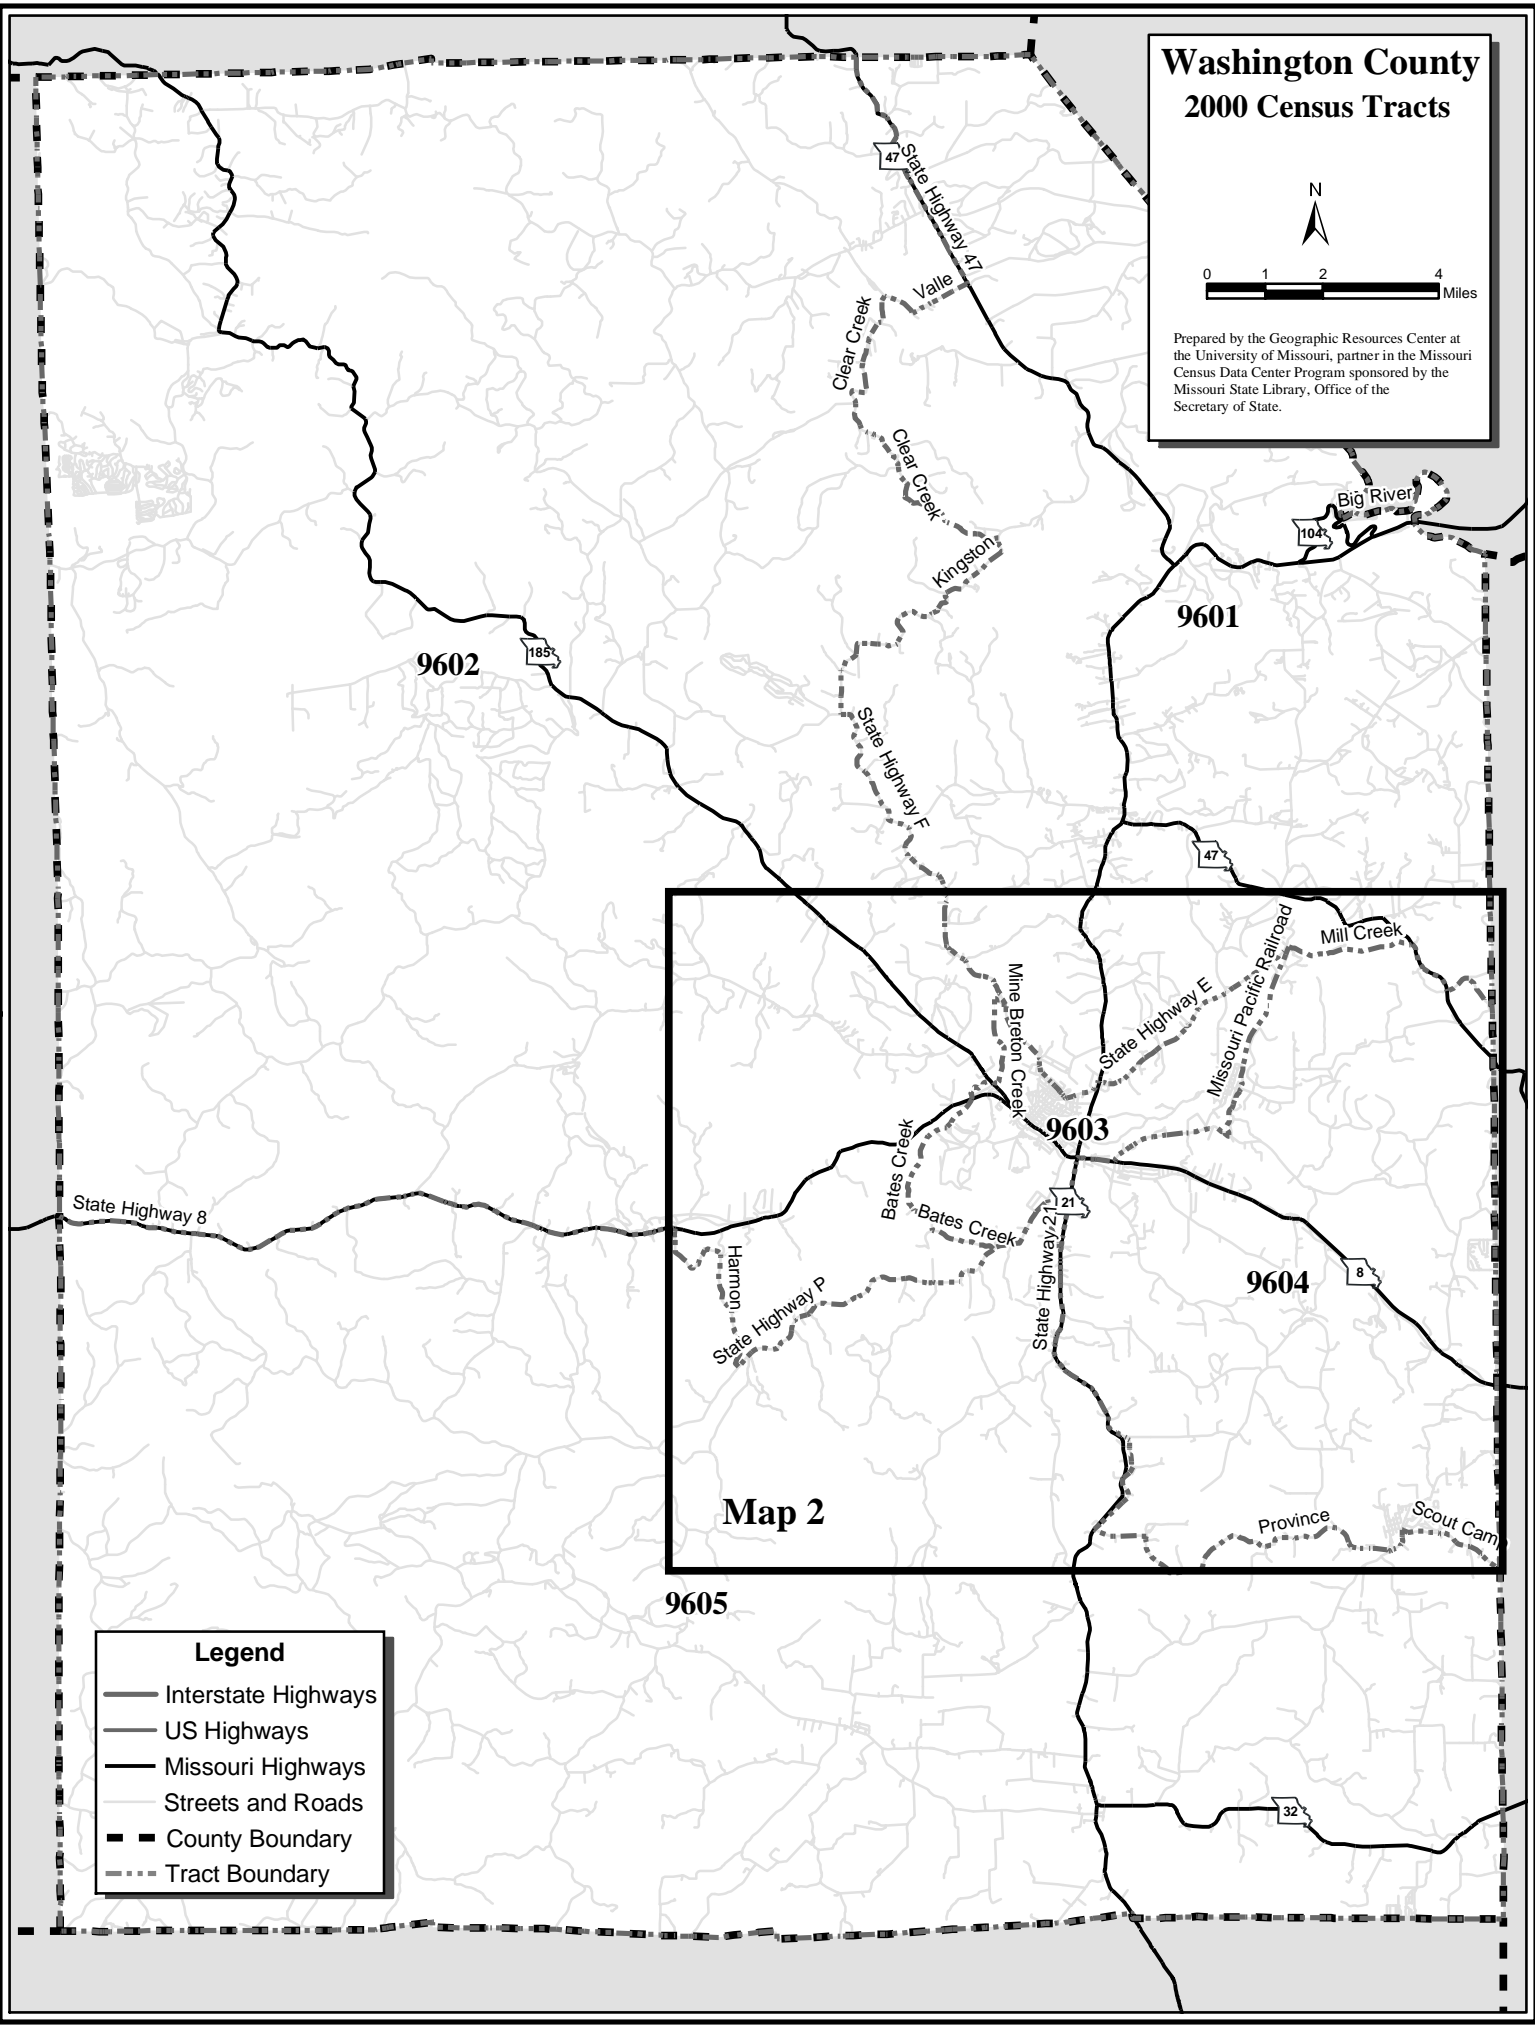 Washington County
2000 Census Tracts
N
0 1 2 4
Miles
Prepared by the Geographic Resources Center at
the University of Missouri, partner in the Missouri
Census Data Center Program sponsored by the
Missouri State Library, Office of the
Secretary of State.
47
State Highway 47
Valle
Clear Creek
Clear Creek
Kingston
Big River
104
9601
9602
185
State Highway F
47
Mill Creek
Missouri Pacific Railroad
State Highway E
Mine Breton Creek
9603
Bates Creek
Bates Creek
State Highway 8
21
State Highway 21
Harmon
State Highway P
9604
8
Map 2
Province
Scout Cam
9605
Legend
Interstate Highways
US Highways
Missouri Highways
Streets and Roads
County Boundary
Tract Boundary
32